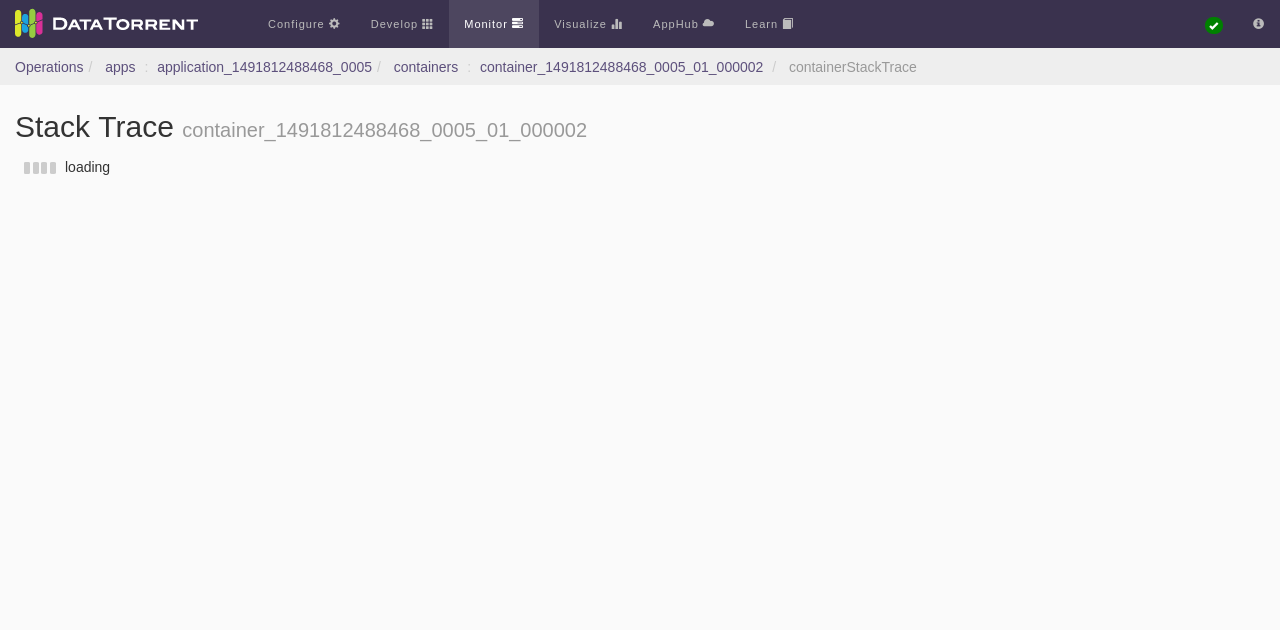 DATATORRENT Configure Develop Monitor Visualize AppHub Learn
Operations / apps : application_1491812488468_0005 / containers : container_1491812488468_0005_01_000002 / containerStackTrace
Stack Trace container_1491812488468_0005_01_000002
loading